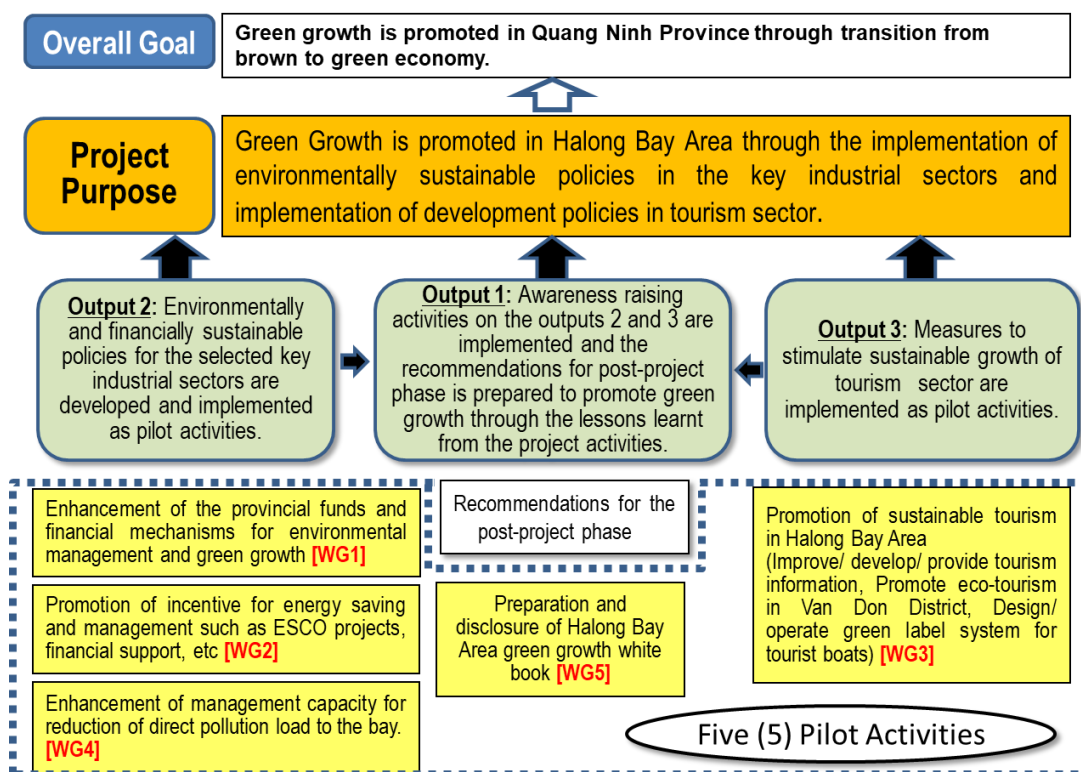 Overall Goal
Green growth is promoted in Quang Ninh Province through transition from
brown to green economy.
Project
Purpose
Green Growth is promoted in Halong Bay Area through the implementation of
environmentally sustainable policies in the key industrial sectors and
implementation of development policies in tourism sector.
Output 2: Environmentally
and financially sustainable
policies for the selected key
industrial sectors are
developed and implemented
as pilot activities.
Output 1: Awareness raising
activities on the outputs 2 and 3 are
implemented and the
recommendations for post-project
phase is prepared to promote green
growth through the lessons learnt
from the project activities.
Output 3: Measures to
stimulate sustainable growth of
tourism sector are
implemented as pilot activities.
Enhancement of the provincial funds and
financial mechanisms for environmental
management and green growth [WG1]
Promotion of incentive for energy saving
and management such as ESCO projects,
financial support, etc [WG2]
Enhancement of management capacity for
reduction of direct pollution load to the bay.
[WG4]
Recommendations for the
post-project phase
Preparation and
disclosure of Halong Bay
Area green growth white
book [WG5]
Promotion of sustainable tourism
in Halong Bay Area
(Improve/ develop/ provide tourism
information, Promote eco-tourism
in Van Don District, Design/
operate green label system for
tourist boats) [WG3]
Five (5) Pilot Activities